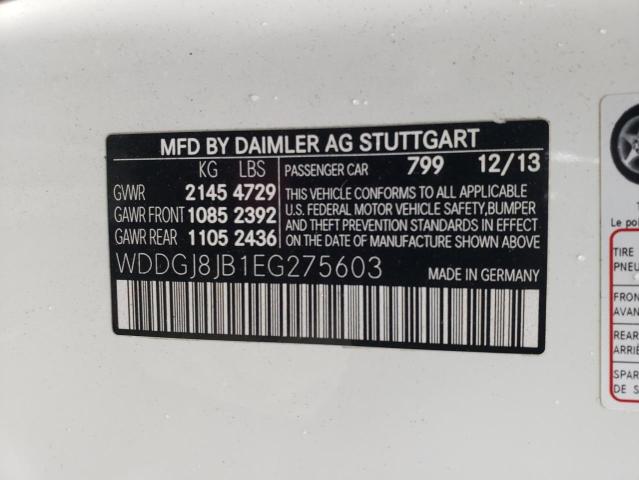 MFD BY DAIMLER AG STUTTGART
KG LBS PASSENGER CAR 799 12/13
GVWR 2145 4729
GAWR FRONT 1085 2392
GAWR REAR 1105 2436
THIS VEHICLE CONFORMS TO ALL APPLICABLE
U.S. FEDERAL MOTOR VEHICLE SAFETY,BUMPER
AND THEFT PREVENTION STANDARDS IN EFFECT
ON THE DATE OF MANUFACTURE SHOWN ABOVE.
WDDGJ8JB1EG275603 MADE IN GERMANY
Le
TIRE
PNEU
FRON
AVAN
REAR
ARRIÈ
SPAR
DE S